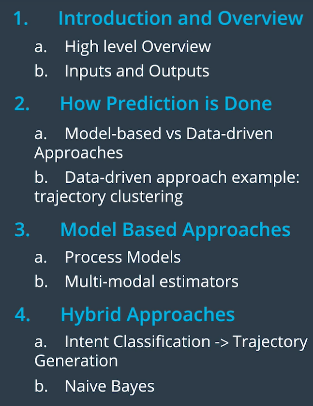 1. Introduction and Overview
a. High level Overview
b. Inputs and Outputs
2. How Prediction is Done
a. Model-based vs Data-driven
Approaches
b. Data-driven approach example:
trajectory clustering
3. Model Based Approaches
a. Process Models
b. Multi-modal estimators
4. Hybrid Approaches
a. Intent Classification -> Trajectory
Generation
b. Naive Bayes